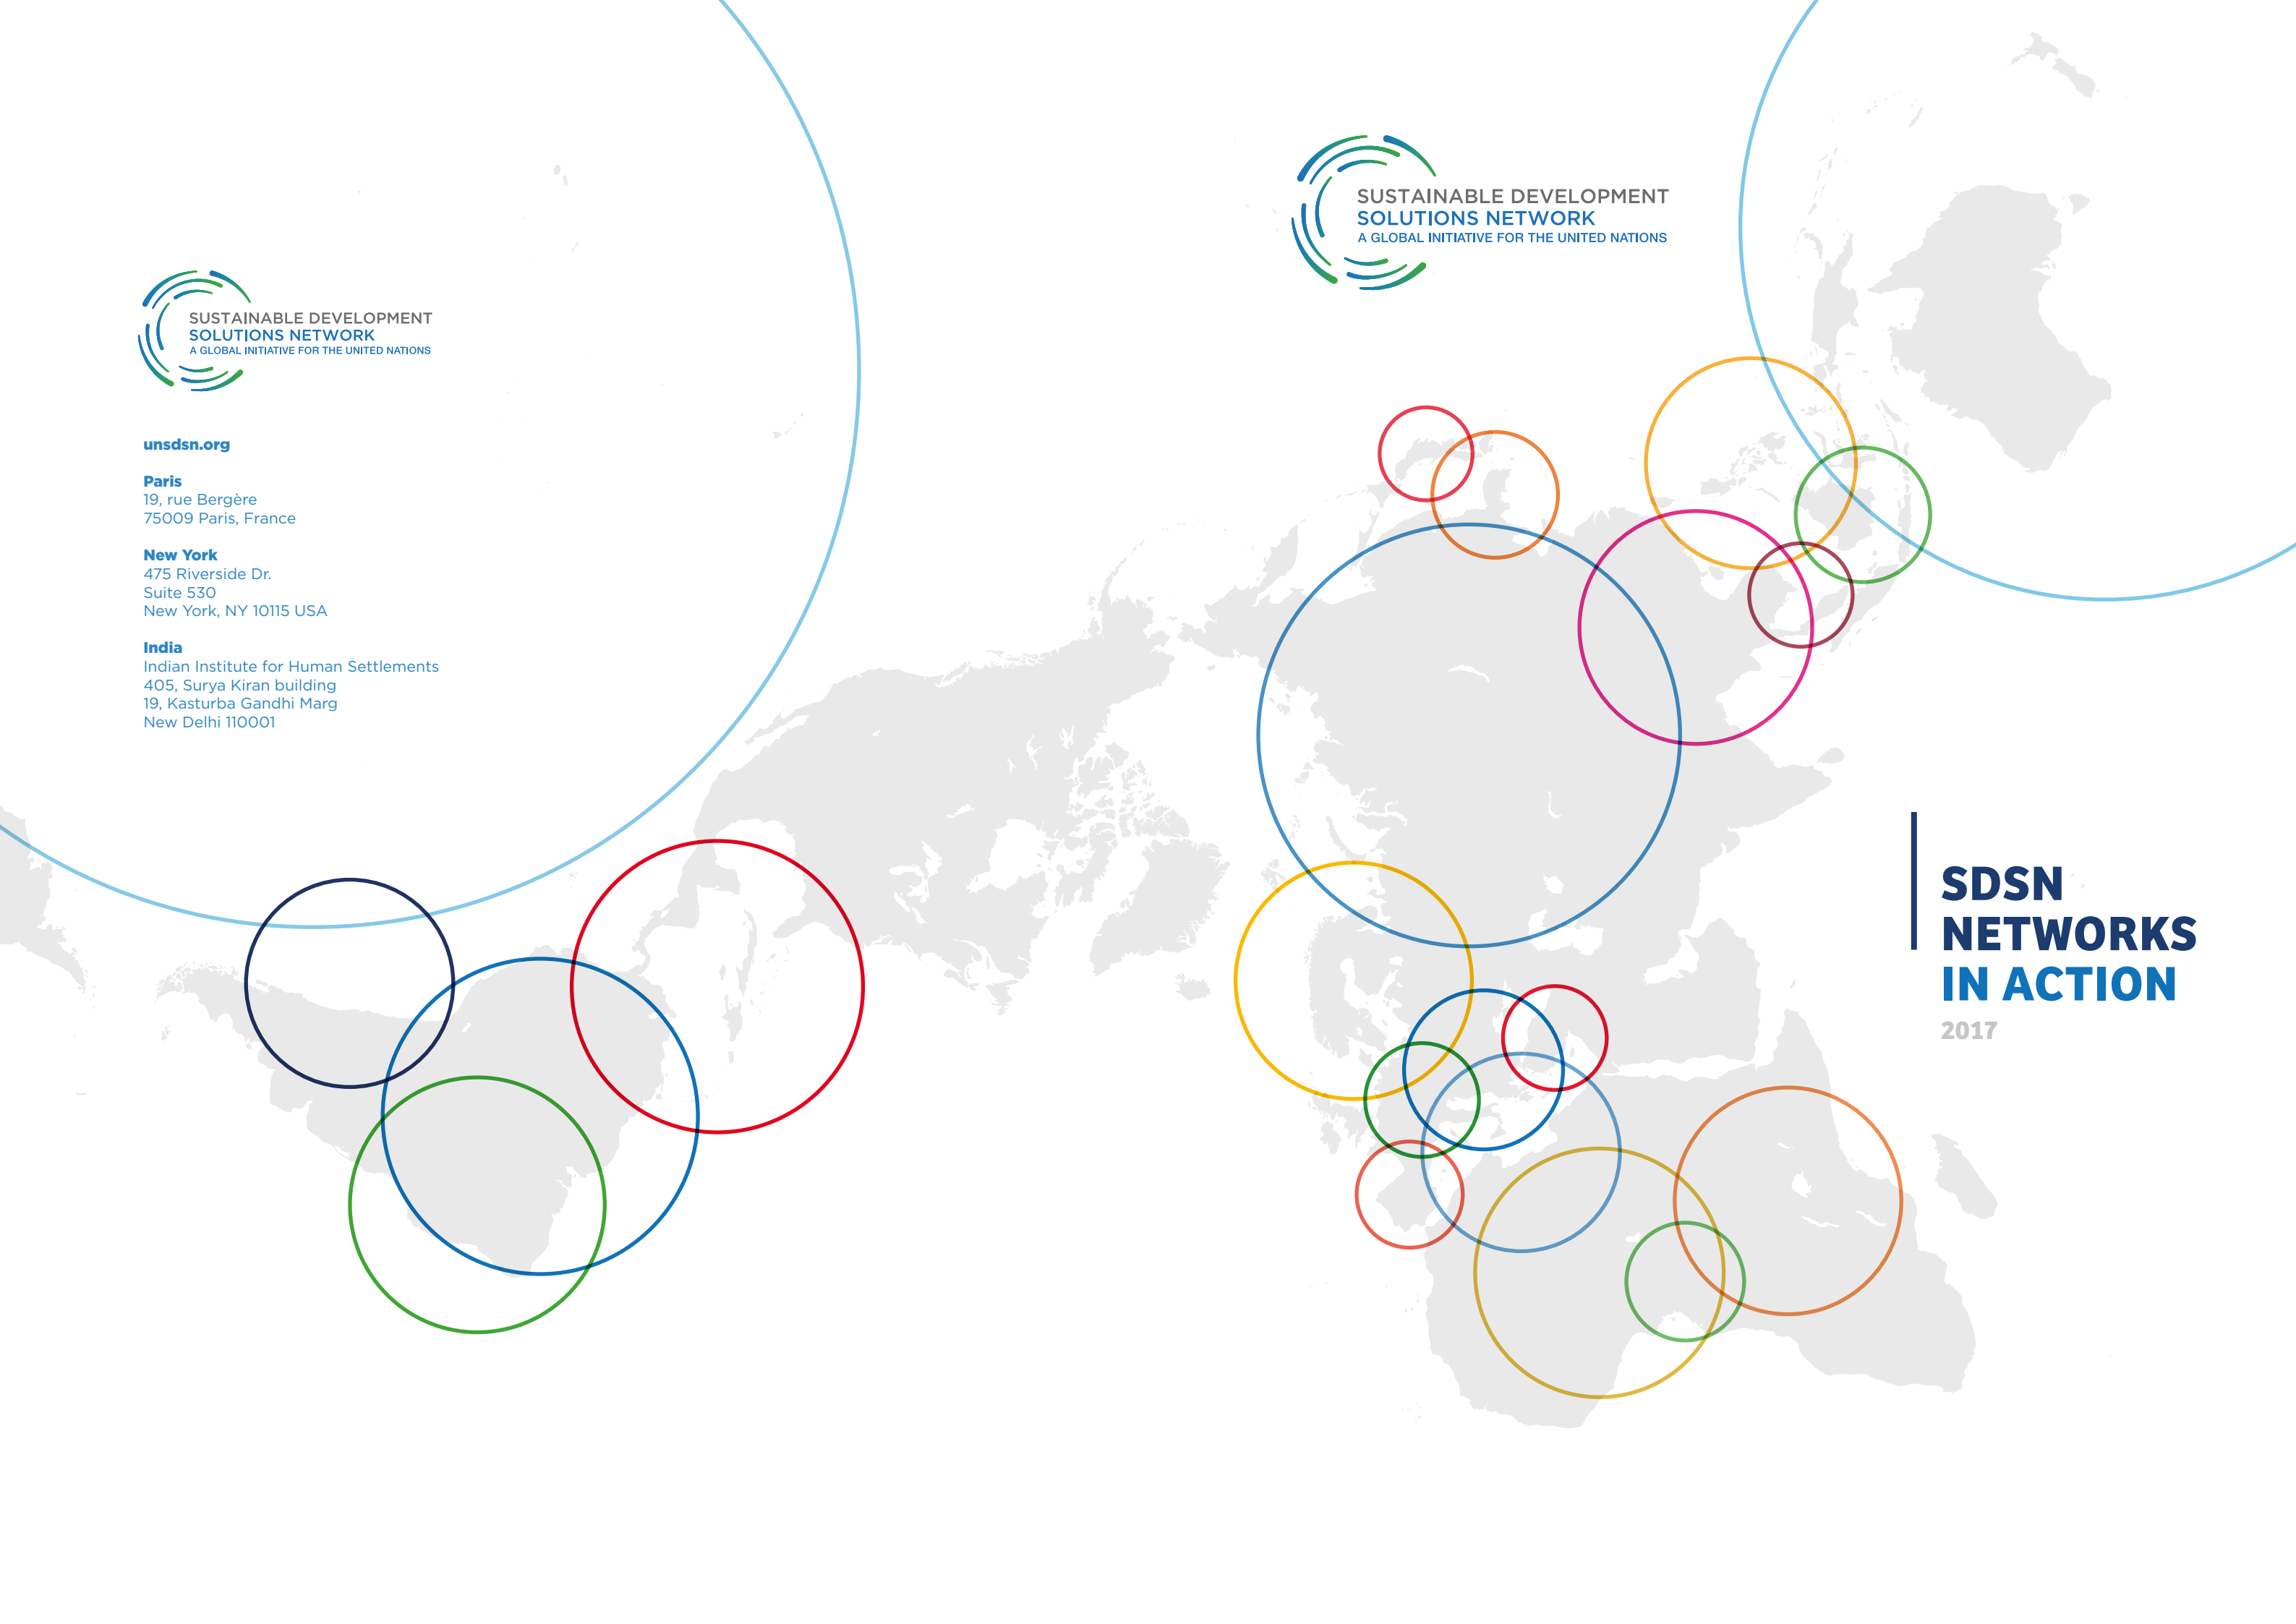 SUSTAINABLE DEVELOPMENT
SOLUTIONS NETWORK
A GLOBAL INITIATIVE FOR THE UNITED NATIONS
unsdsn.org
Paris
19, rue Bergère
75009 Paris, France
New York
475 Riverside Dr.
Suite 530
New York, NY 10115 USA
India
Indian Institute for Human Settlements
405, Surya Kiran building
19, Kasturba Gandhi Marg
New Delhi 110001
SUSTAINABLE DEVELOPMENT
SOLUTIONS NETWORK
A GLOBAL INITIATIVE FOR THE UNITED NATIONS
SDSN
NETWORKS
IN ACTION
2017